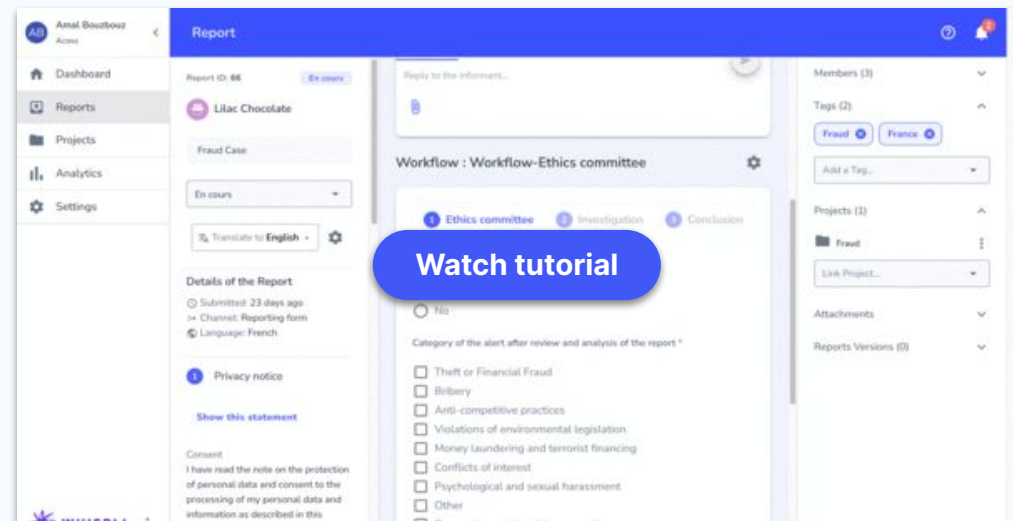 AB
Amal Bouzbouz
Acme
Dashboard
Reports
Projects
Analytics
Settings
Report
2
Report ID: 66
En cours
Lilac Chocolate
Fraud Case
En cours
Translate to English
Details of the Report
Submitted: 23 days ago
Channel: Reporting form
Language: French
1 Privacy notice
Show this statement
Consent
I have read the note on the protection
of personal data and consent to the
processing of my personal data and
information as described in this
Reply to the informant...
Workflow : Workflow-Ethics committee
1 Ethics committee
2 Investigation
3 Conclusion
Watch tutorial
No
Category of the alert after review and analysis of the report *
Theft or Financial Fraud
Bribery
Anti-competitive practices
Violations of environmental legislation
Money laundering and terrorist financing
Conflicts of interest
Psychological and sexual harassment
Other
Members (3)
Tags (2)
Fraud
France
Add a Tag...
Projects (1)
Fraud
Link Project...
Attachments
Reports Versions (0)